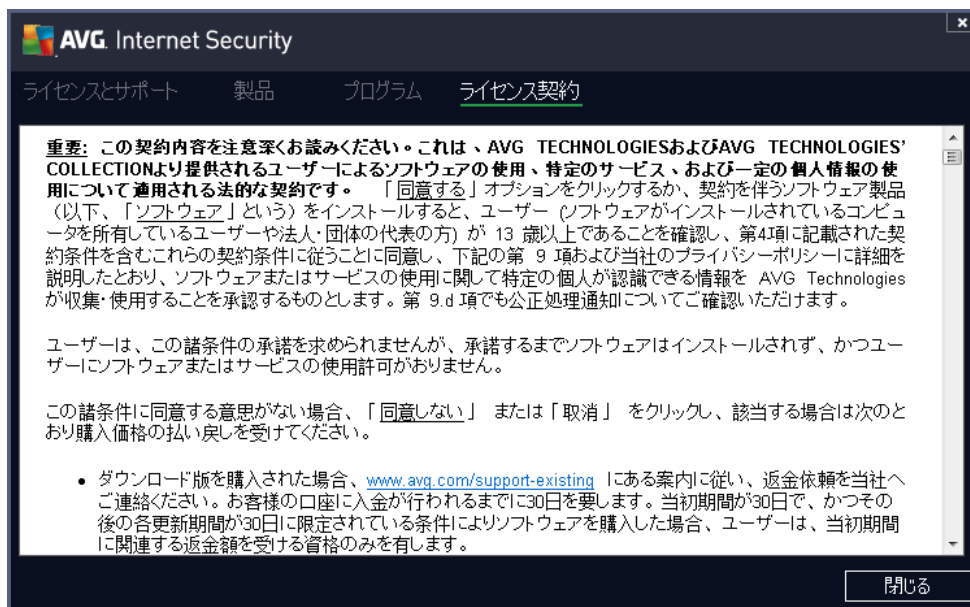 AVG. Internet Security
ライセンスとサポート 製品 プログラム ライセンス契約
重要: この契約内容を注意深くお読みください。これは、AVG TECHNOLOGIESおよびAVG TECHNOLOGIES'
COLLECTIONより提供されるユーザーによるソフトウェアの使用、特定のサービス、および一定の個人情報の使
用について適用される法的な契約です。 「同意する」オプションをクリックするか、契約を伴うソフトウェア製品
(以下、「ソフトウェア」という) をインストールすると、ユーザー (ソフトウェアがインストールされているコンピュ
ータを所有しているユーザーや法人・団体の代表の方) が 13 歳以上であることを確認し、第4項に記載された契
約条件を含むこれらの契約条件に従うことに同意し、下記の第 9 項および当社のプライバシーポリシーに詳細を
説明したとおり、ソフトウェアまたはサービスの使用に関して特定の個人が認識できる情報を AVG Technologies
が収集・使用することを承認するものとします。第 9.d 項でも公正処理通知についてご確認いただけます。
ユーザーは、この諸条件の承諾を求められませんが、承諾するまでソフトウェアはインストールされず、かつユー
ザーにソフトウェアまたはサービスの使用許可がおりません。
この諸条件に同意する意思がない場合、「同意しない」 または「取消」 をクリックし、該当する場合は次のと
おり購入価格の払い戻しを受けてください。
• ダウンロード版を購入された場合、www.avg.com/support-existing にある案内に従い、返金依頼を当社へ
ご連絡ください。お客様の口座に入金が行われるまでに30日を要します。当初期間が30日で、かつその
後の各更新期間が30日に限定されている条件によりソフトウェアを購入した場合、ユーザーは、当初期間
に関連する返金額を受ける資格のみを有します。
閉じる